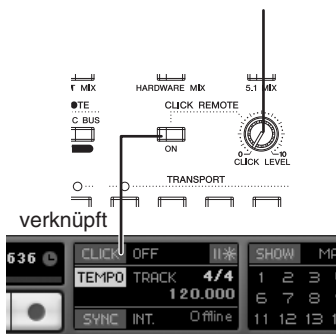 MIX HARDWARE MIX 5.1 MIX
CLICK REMOTE
C BUS
ON
0 10
CLICK LEVEL
TRANSPORT
verknüpft
636 CLICK OFF SHOW
TEMPO TRACK 4/4 1 2 3
120.000 6 7 8
SYNC INT. Offline 11 12 13